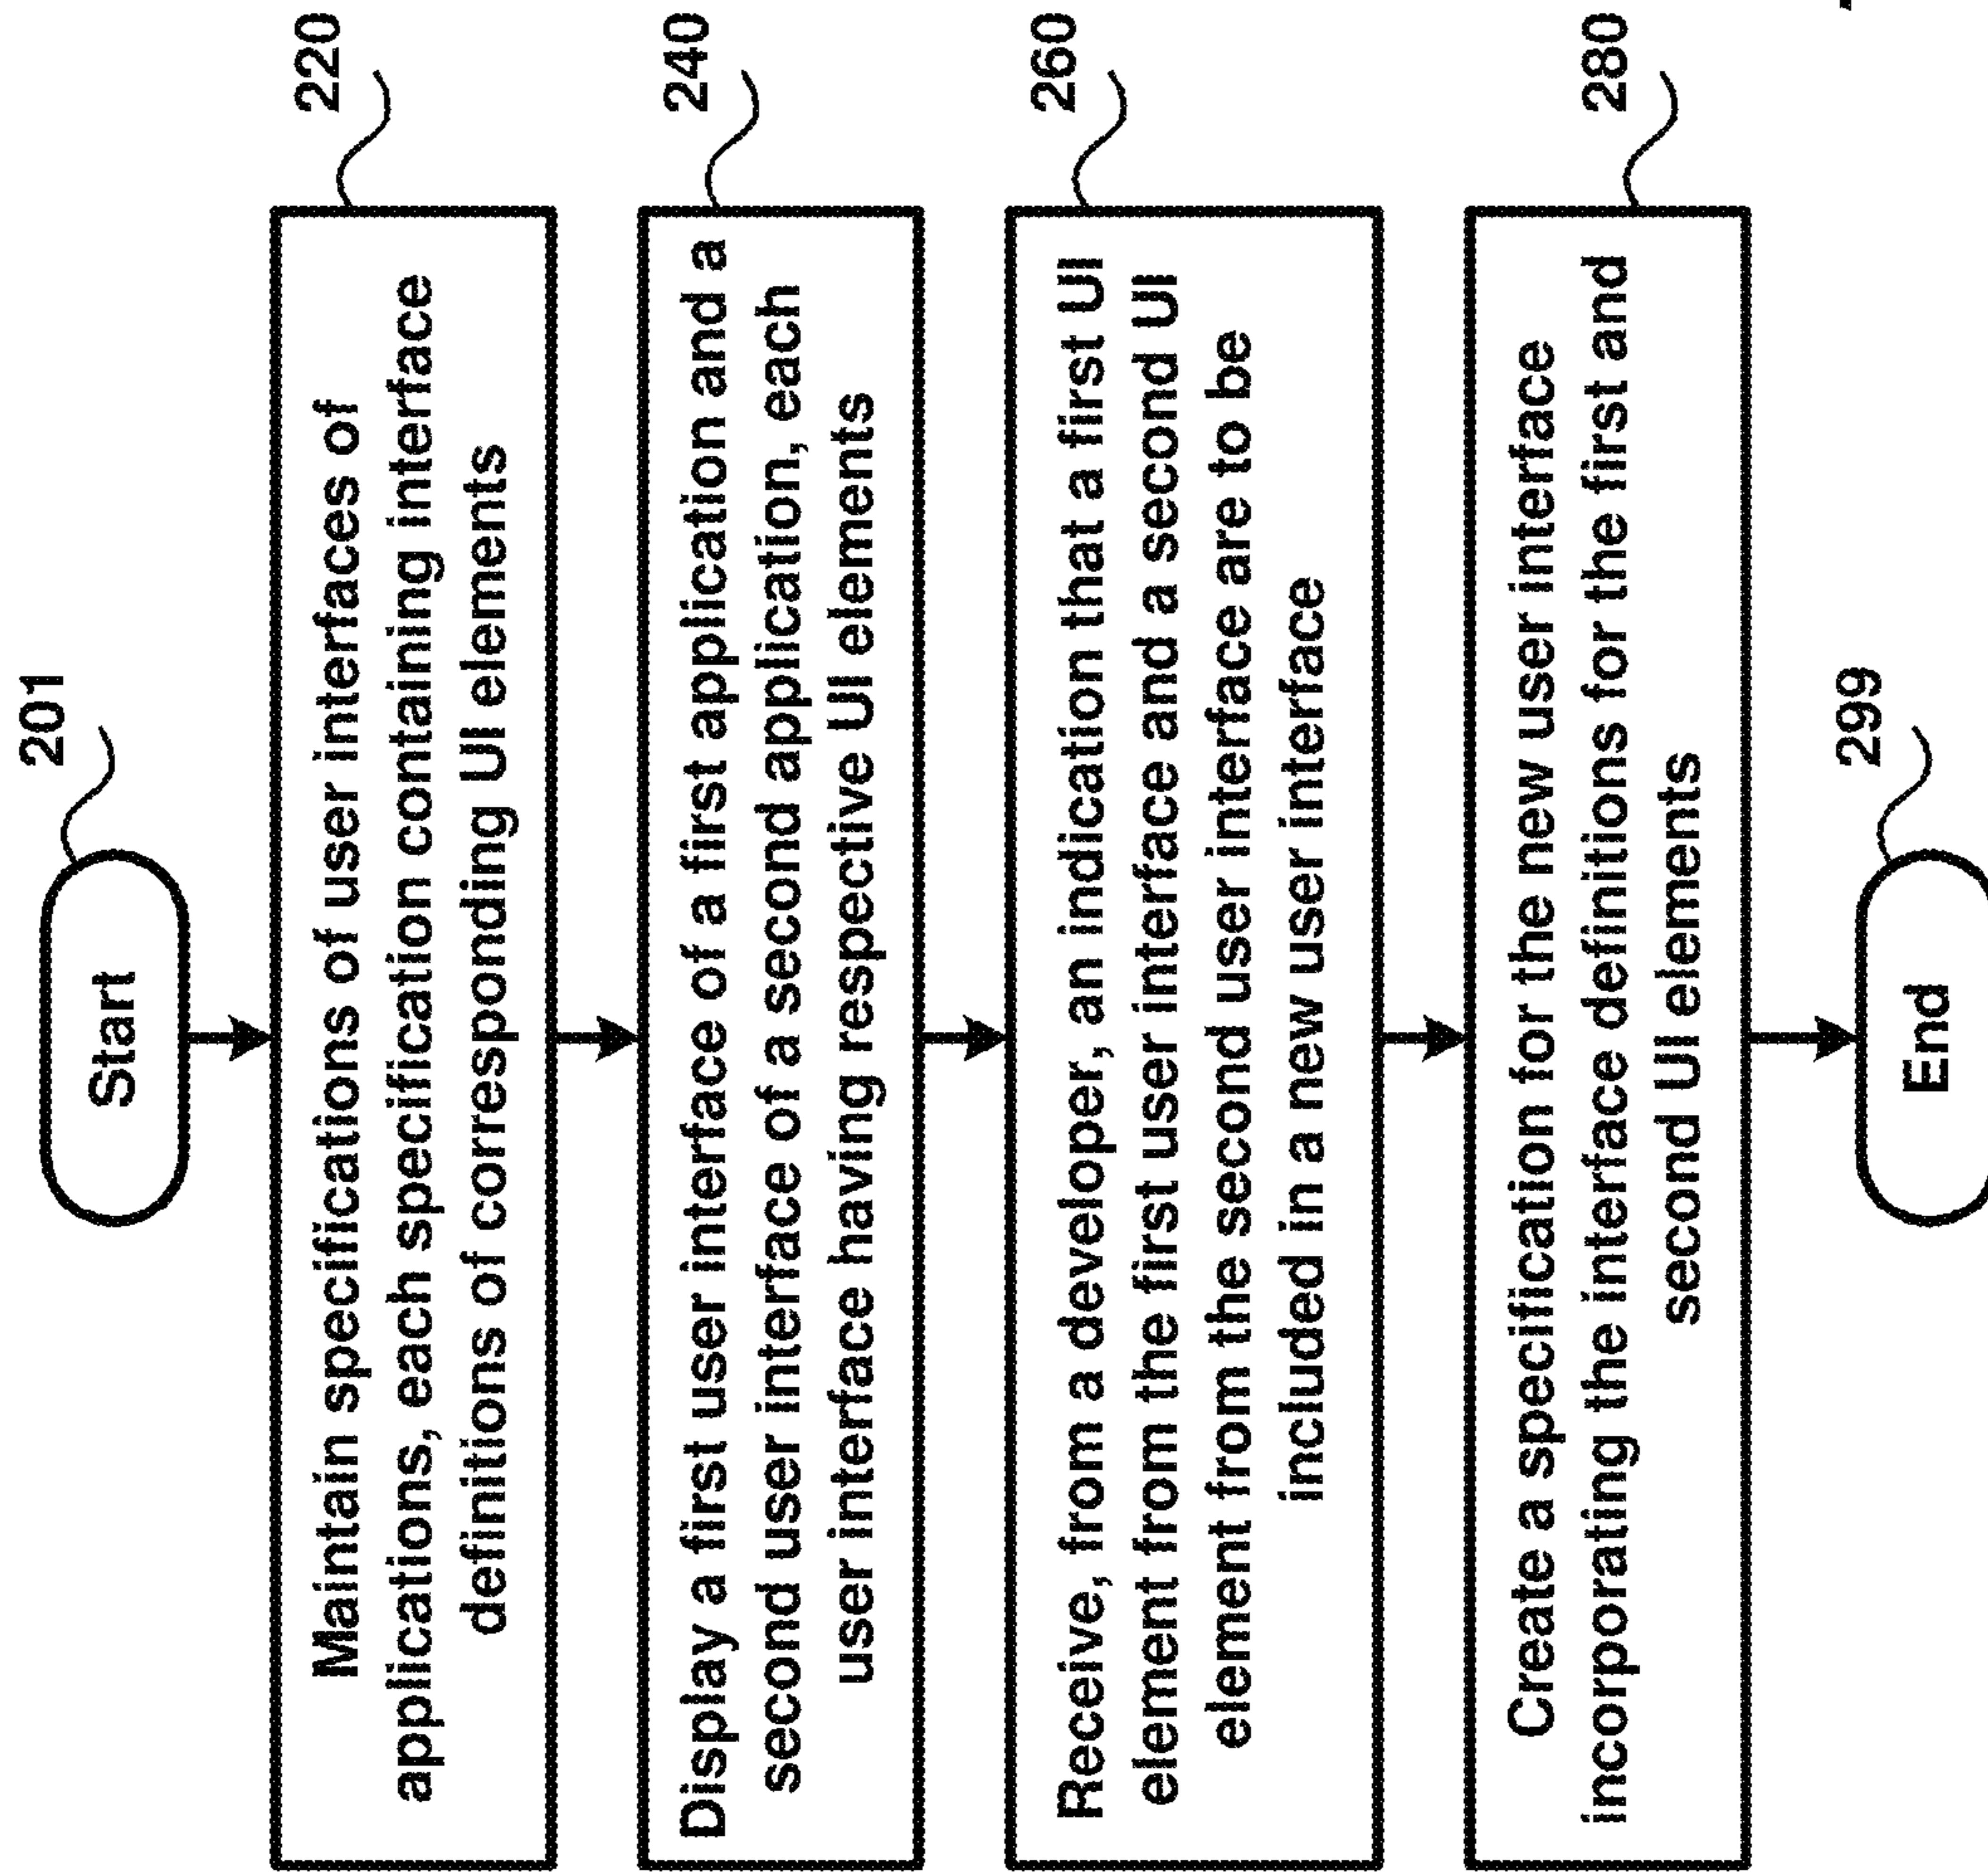 201
Start
220
Maintain specifications of user interfaces of
applications, each specification containing interface
definitions of corresponding UI elements
240
Display a first user interface of a first application and a
second user interface of a second application, each
user interface having respective UI elements
260
Receive, from a developer, an indication that a first UI
element from the first user interface and a second UI
element from the second user interface are to be
included in a new user interface
280
Create a specification for the new user interface
incorporating the interface definitions for the first and
second UI elements
299
End